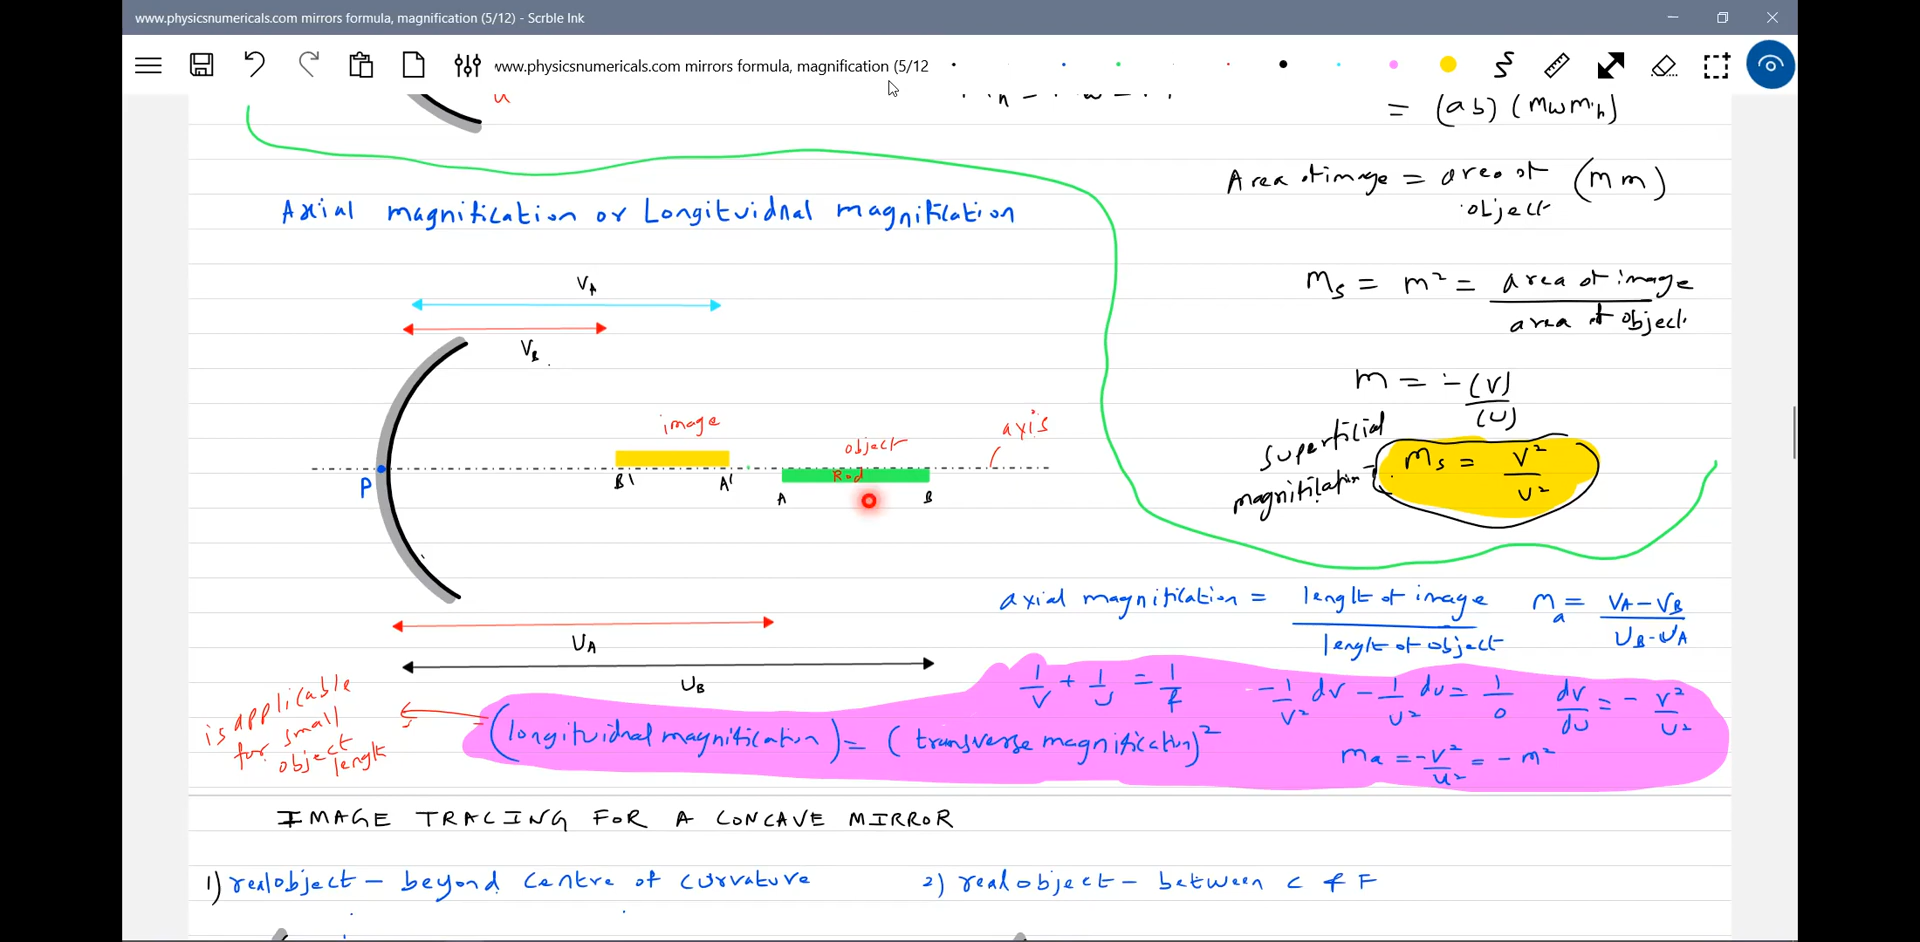 www.physicsnumericals.com mirrors formula, magnification (5/12) - Scrble Ink
www.physicsnumericals.com mirrors formula, magnification (5/12
u
= (ab) (mw mh)
Area of image = area of object (m m)
Axial magnification or Longitvidnal magnification
VA
VB
ms = m² = area of image / area of object
m = -(v)/(u)
superficial magnification
ms = v²/u²
image
object
axis
Rod
P
B' A' A B
UA
UB
axial magnification = length of image / length of object
ma = VA - VB / UB - UA
1/v + 1/u = 1/f
-1/v² dv - 1/u² du = 1/0
dv/du = - v²/u²
(longitvidnal magnification) = (transverse magnification)²
ma = -v²/u² = - m²
is applicable
for small
object
length
IMAGE TRACING FOR A CONCAVE MIRROR
1) real object - beyond centre of curvature
2) real object - between C & F